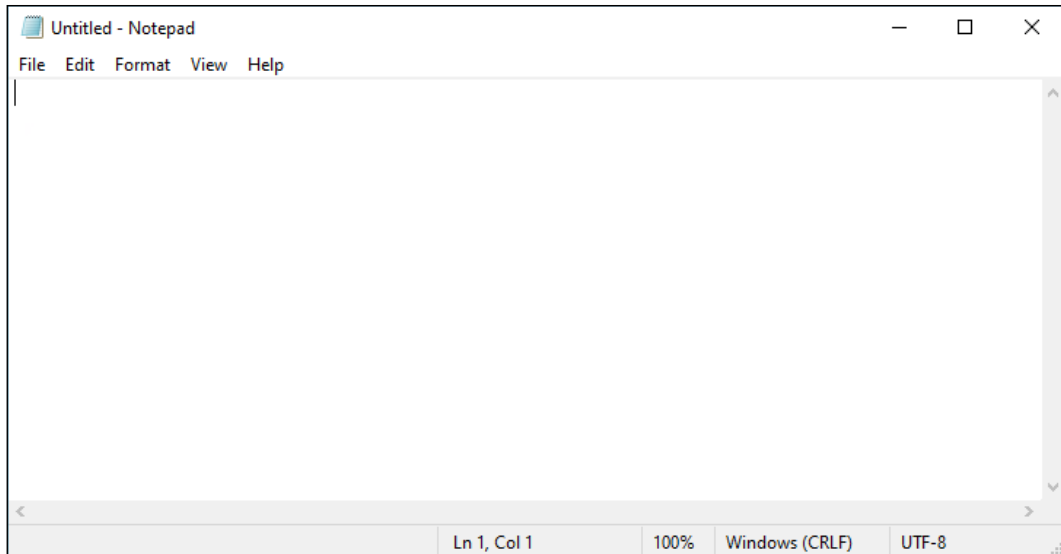 Untitled - Notepad
File Edit Format View Help
Ln 1, Col 1 100% Windows (CRLF) UTF-8